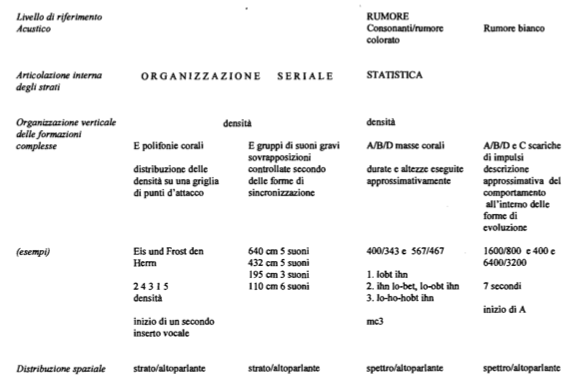 Livello di riferimento
Acustico
RUMORE
Consonanti/rumore
colorato
Rumore bianco
Articolazione interna
degli strati
ORGANIZZAZIONE SERIALE
STATISTICA
Organizzazione verticale
delle formazioni
complesse
densità
densità
E polifonie corali
distribuzione delle
densità su una griglia
di punti d'attacco
E gruppi di suoni gravi
sovrapposizioni
controllate secondo
delle forme di
sincronizzazione
A/B/D masse corali
durate e altezze eseguite
approssimativamente
A/B/D e C scariche
di impulsi
descrizione
approssimativa del
comportamento
all'interno delle
forme di
evoluzione
(esempi)
Eis und Frost den
Herrn
2 4 3 1 5
densità
inizio di un secondo
inserto vocale
640 cm 5 suoni
432 cm 5 suoni
195 cm 3 suoni
110 cm 6 suoni
400/343 e 567/467
1. lobt ihn
2. ihn lo-bet, lo-obt ihn
3. lo-ho-hobt ihn
mc3
1600/800 e 400 e
6400/3200
7 secondi
inizio di A
Distribuzione spaziale
strato/altoparlante
strato/altoparlante
spettro/altoparlante
spettro/altoparlante